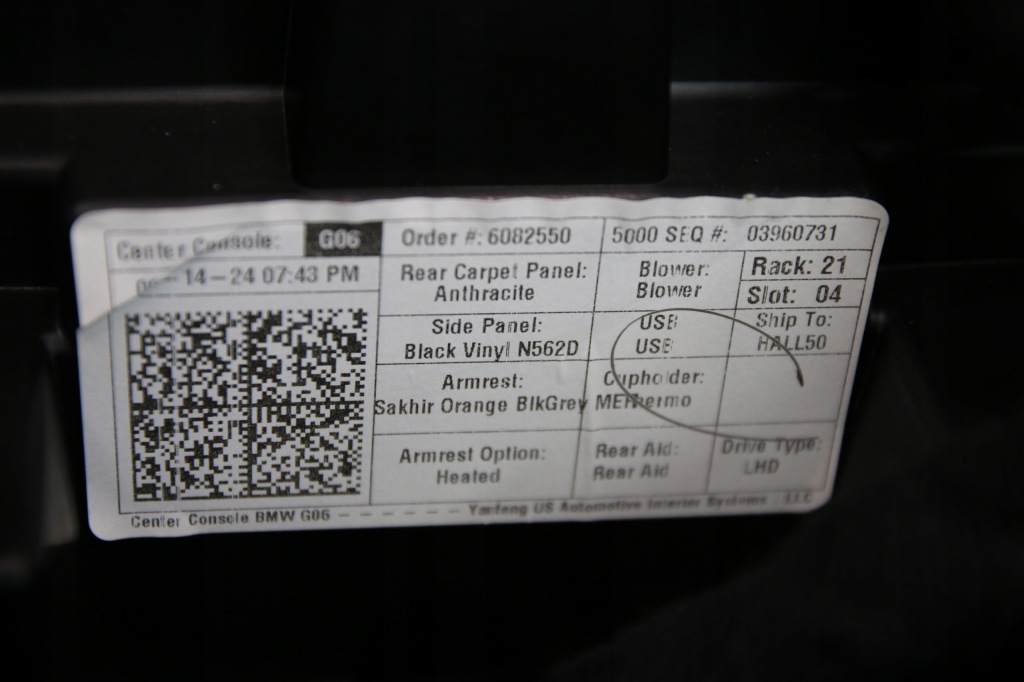 Center Console: G06
14-24 07:43 PM
Order #: 6082550
5000 SEQ #: 03960731
Rear Carpet Panel:
Anthracite
Blower:
Blower
Rack: 21
Slot: 04
Side Panel:
Black Vinyl N562D
USB
USB
Ship To:
HALL50
Armrest:
Sakhir Orange BlkGrey
Cupholder:
METhermo
Armrest Option:
Heated
Rear Aid:
Rear Aid
Drive Type:
LHD
Center Console BMW G06 - - - - - - - Yanfeng US Automotive Interior Systems LLC